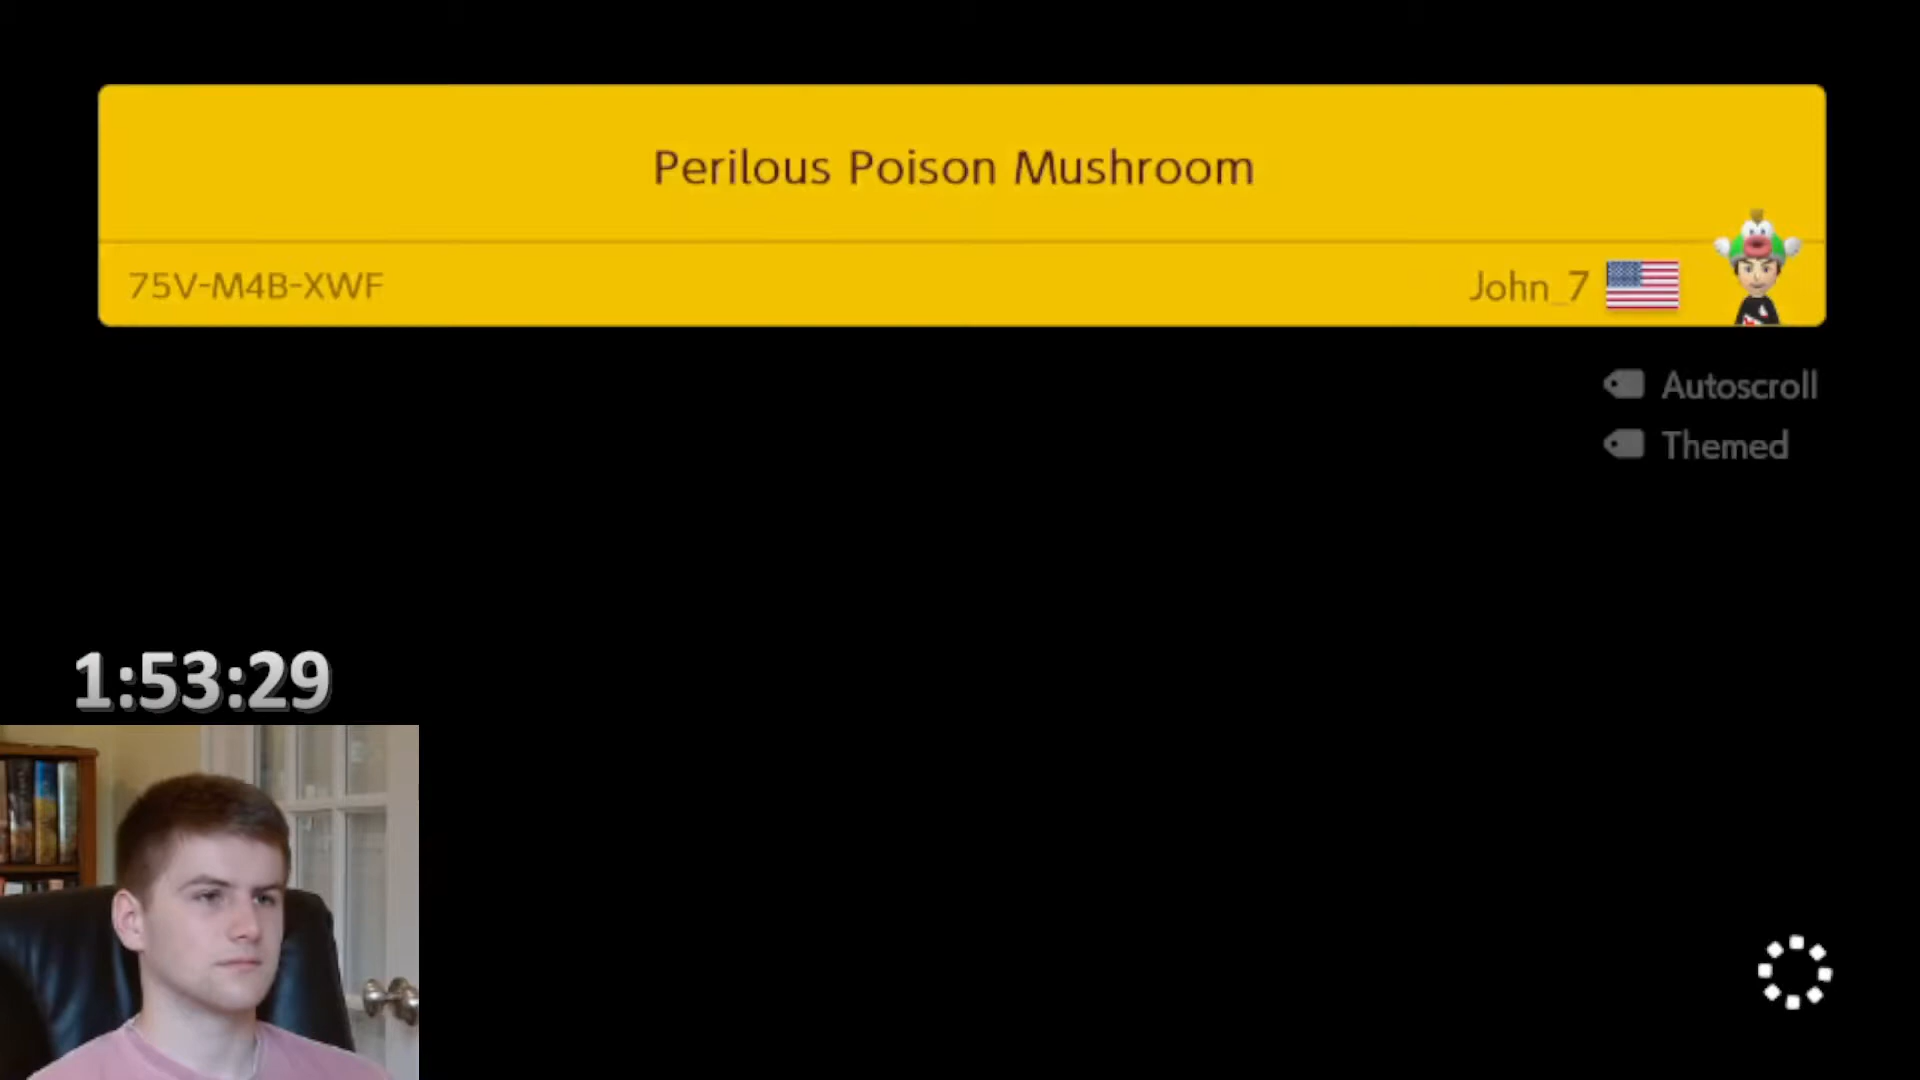 Perilous Poison Mushroom
75V-M4B-XWF
John_7
Autoscroll
Themed
1:53:29